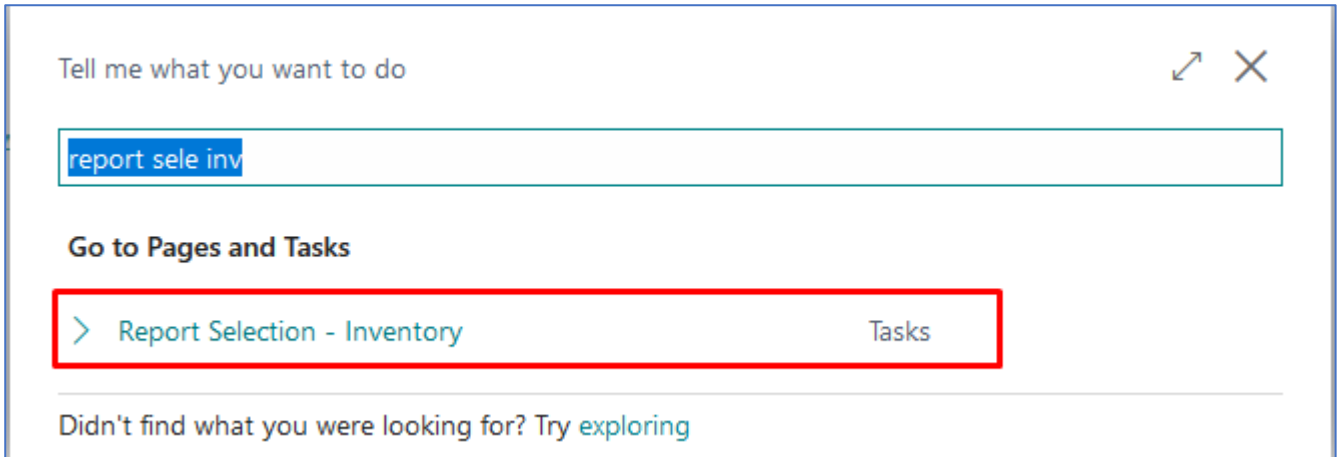 Tell me what you want to do
report sele inv
Go to Pages and Tasks
Report Selection - Inventory Tasks
Didn't find what you were looking for? Try exploring